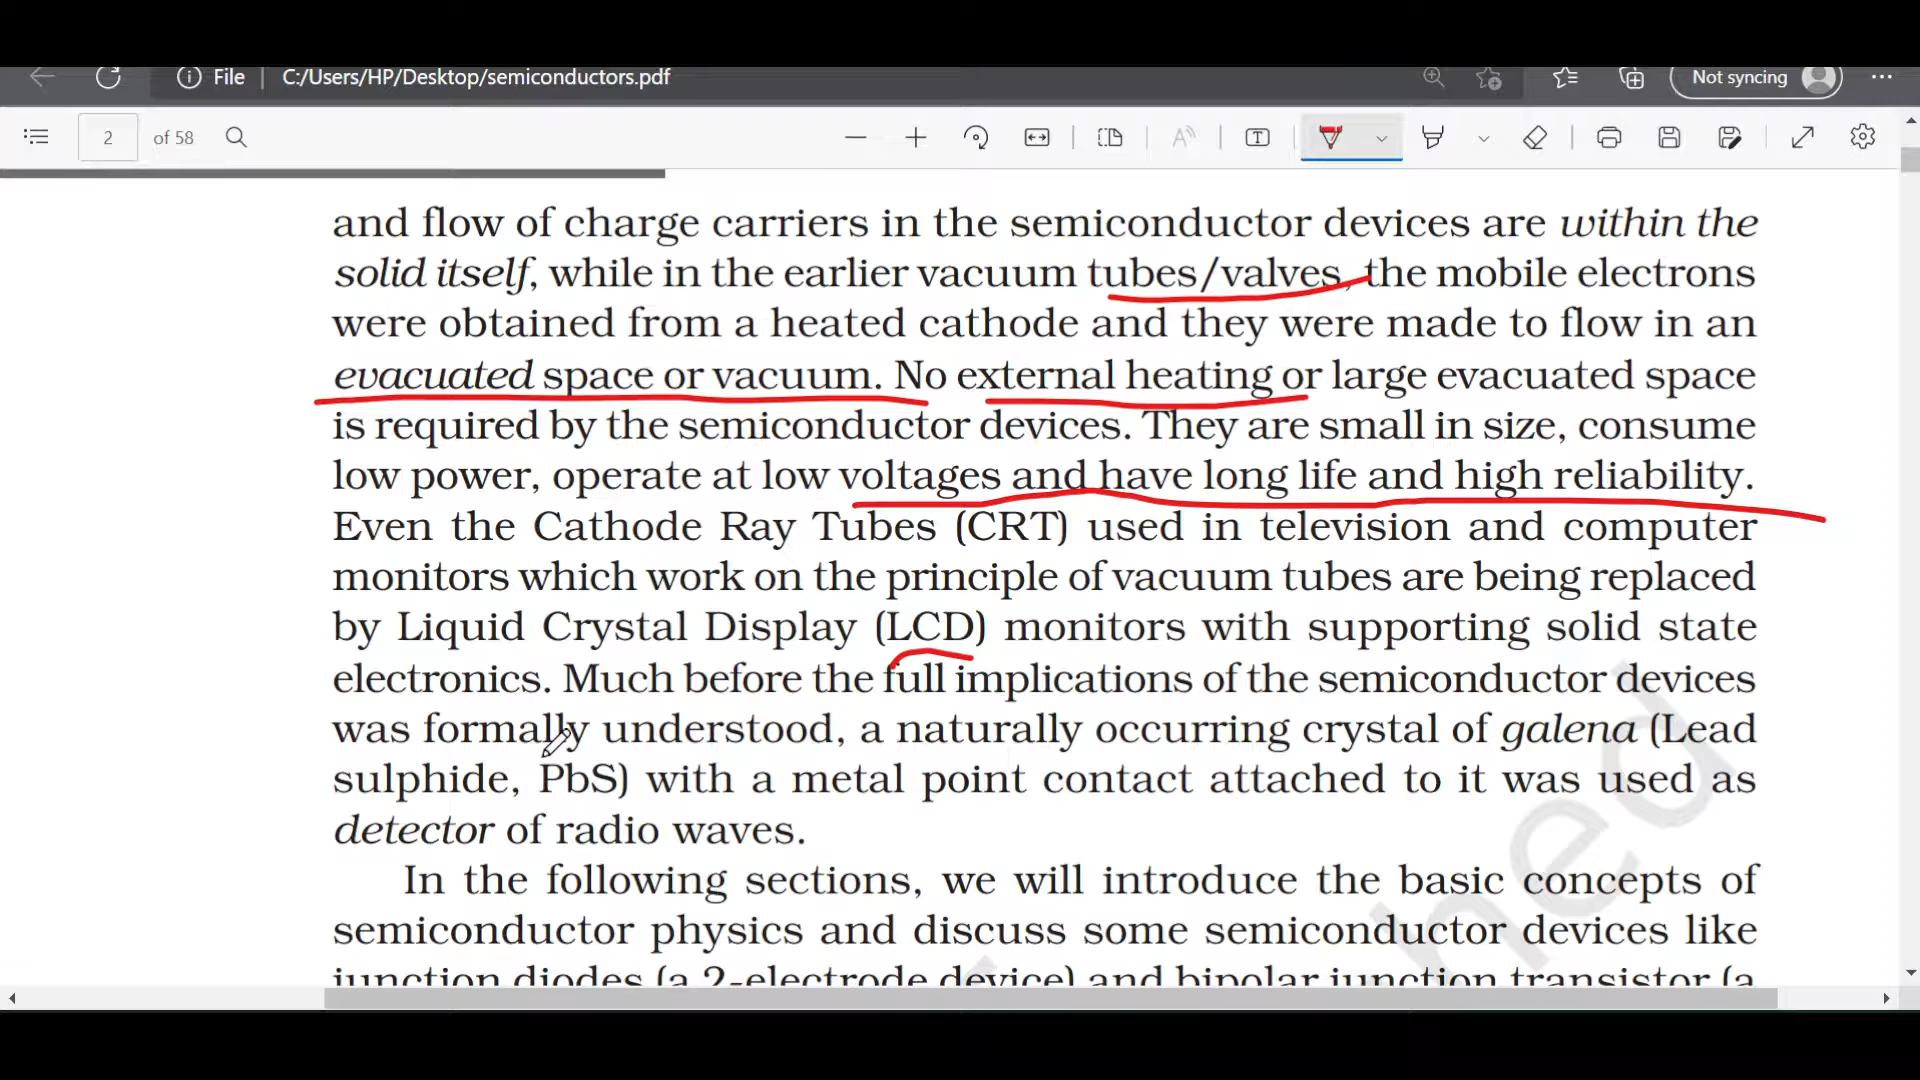 File
C:/Users/HP/Desktop/semiconductors.pdf
Not syncing
2 of 58
and flow of charge carriers in the semiconductor devices are within the
solid itself, while in the earlier vacuum tubes/valves, the mobile electrons
were obtained from a heated cathode and they were made to flow in an
evacuated space or vacuum. No external heating or large evacuated space
is required by the semiconductor devices. They are small in size, consume
low power, operate at low voltages and have long life and high reliability.
Even the Cathode Ray Tubes (CRT) used in television and computer
monitors which work on the principle of vacuum tubes are being replaced
by Liquid Crystal Display (LCD) monitors with supporting solid state
electronics. Much before the full implications of the semiconductor devices
was formally understood, a naturally occurring crystal of galena (Lead
sulphide, PbS) with a metal point contact attached to it was used as
detector of radio waves.
In the following sections, we will introduce the basic concepts of
semiconductor physics and discuss some semiconductor devices like
junction diodes (a 2-electrode device) and bipolar junction transistor (a